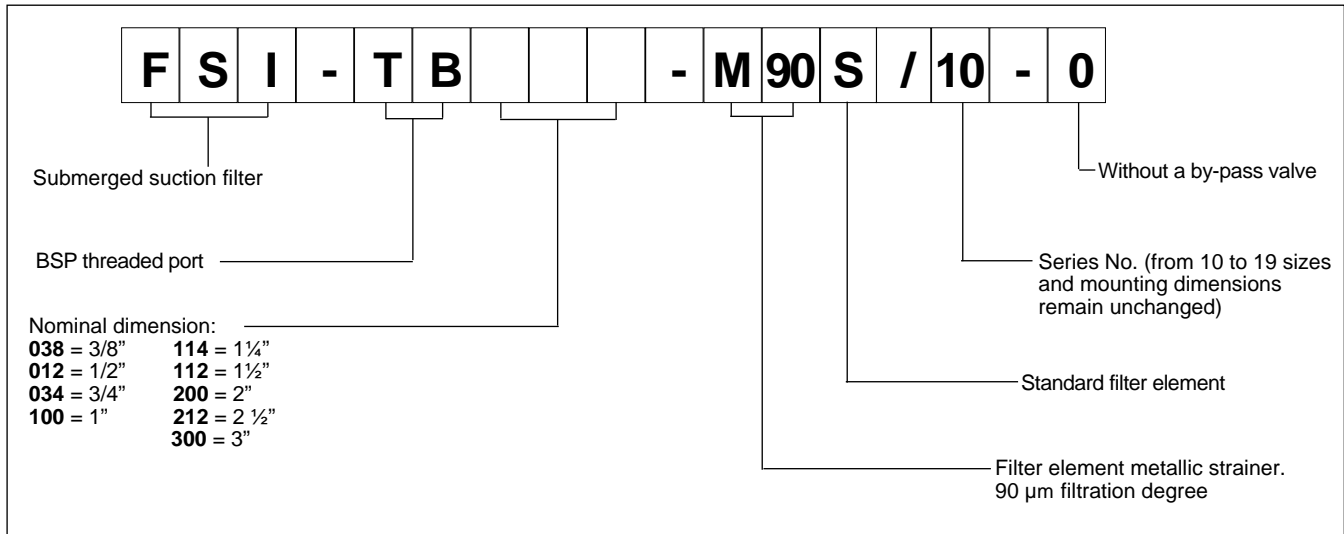 FSI - TB - M90S / 10 - 0
Submerged suction filter
Without a by-pass valve
BSP threaded port
Series No. (from 10 to 19 sizes
and mounting dimensions
remain unchanged)
Nominal dimension:
038 = 3/8” 114 = 1¼”
012 = 1/2” 112 = 1½”
034 = 3/4” 200 = 2”
100 = 1” 212 = 2 ½”
300 = 3”
Standard filter element
Filter element metallic strainer.
90 µm filtration degree